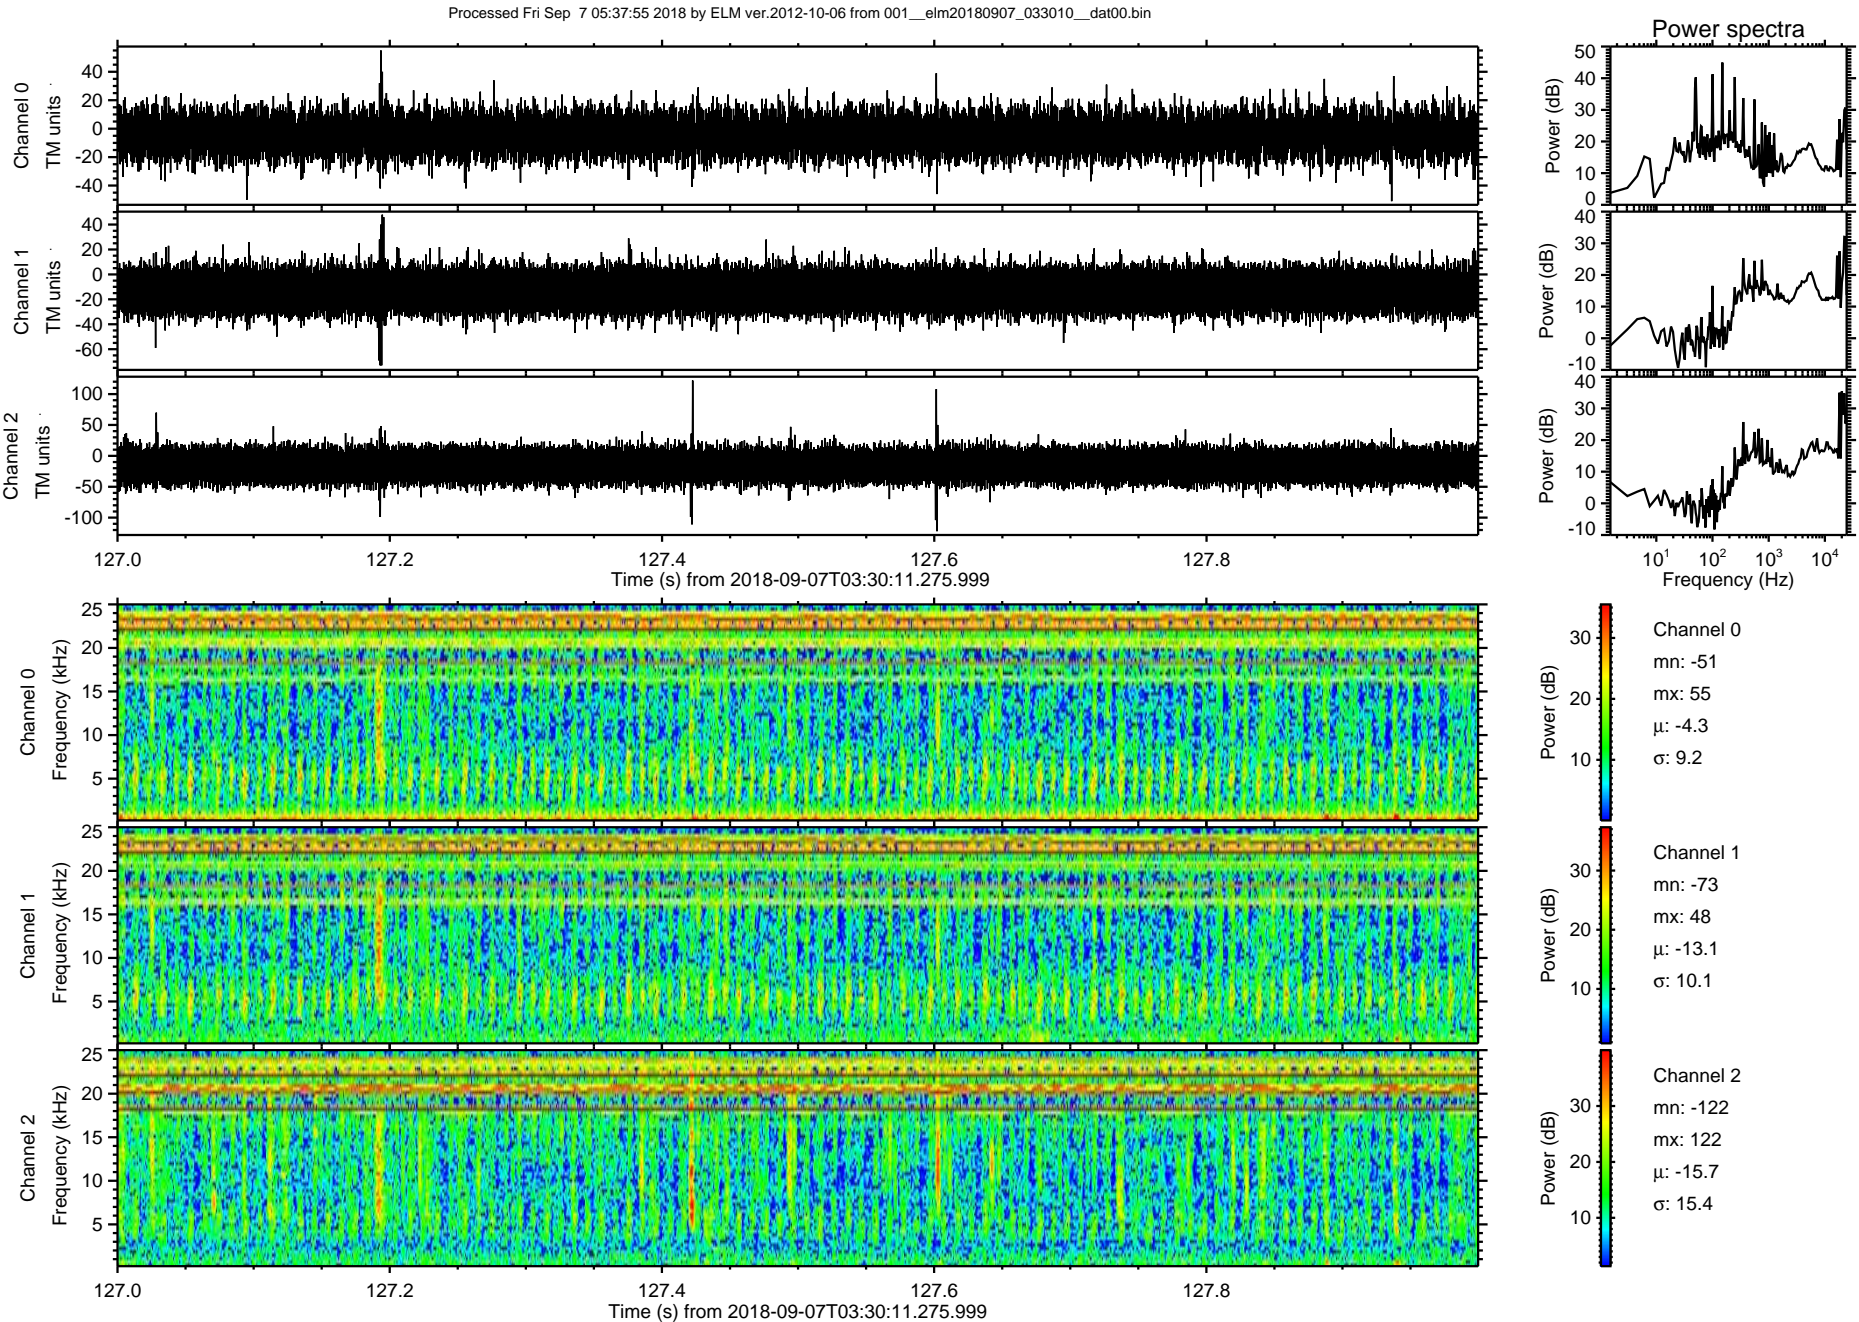 Processed Fri Sep  7 05:37:55 2018 by ELM ver.2012-10-06 from 001__elm20180907_033010__dat00.bin
Power spectra
Channel 0
TM units
40
20
0
-20
-40
Power (dB)
50
40
30
20
10
0
Channel 1
TM units
40
20
0
-20
-40
-60
Power (dB)
40
30
20
10
0
-10
Channel 2
TM units
100
50
0
-50
-100
Power (dB)
40
30
20
10
0
-10
127.0 127.2 127.4 127.6 127.8
Time (s) from 2018-09-07T03:30:11.275.999
10^1 10^2 10^3 10^4
Frequency (Hz)
Channel 0
Frequency (kHz)
25
20
15
10
5
Power (dB)
30
20
10
Channel 0
mn: -51
mx: 55
μ: -4.3
σ: 9.2
Channel 1
Frequency (kHz)
25
20
15
10
5
Power (dB)
30
20
10
Channel 1
mn: -73
mx: 48
μ: -13.1
σ: 10.1
Channel 2
Frequency (kHz)
25
20
15
10
5
Power (dB)
30
20
10
Channel 2
mn: -122
mx: 122
μ: -15.7
σ: 15.4
127.0 127.2 127.4 127.6 127.8
Time (s) from 2018-09-07T03:30:11.275.999